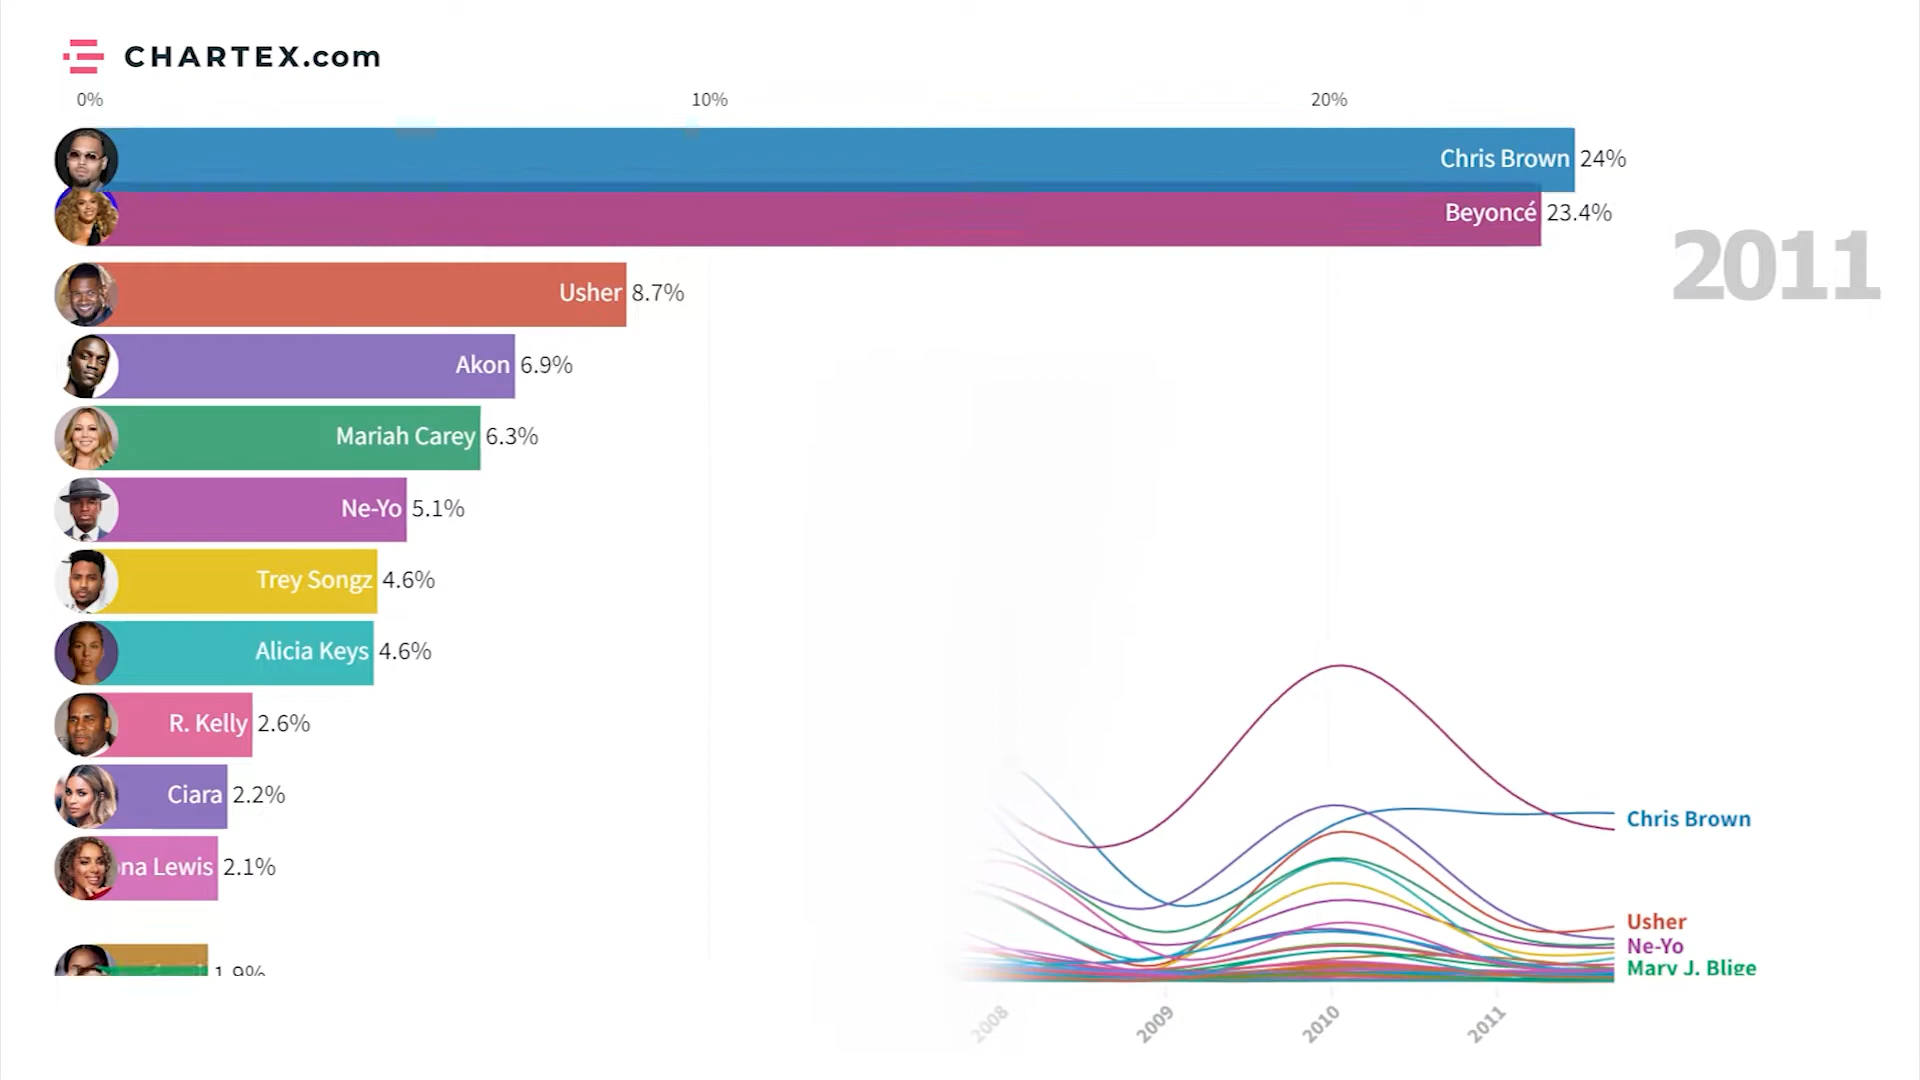 CHARTEX.com
0% 10% 20%
Chris Brown 24%
Beyoncé 23.4%
2011
Usher 8.7%
Akon 6.9%
Mariah Carey 6.3%
Ne-Yo 5.1%
Trey Songz 4.6%
Alicia Keys 4.6%
R. Kelly 2.6%
Ciara 2.2%
na Lewis 2.1%
1.9%
Chris Brown
Usher
Ne-Yo
Mary J. Blige
2008 2009 2010 2011